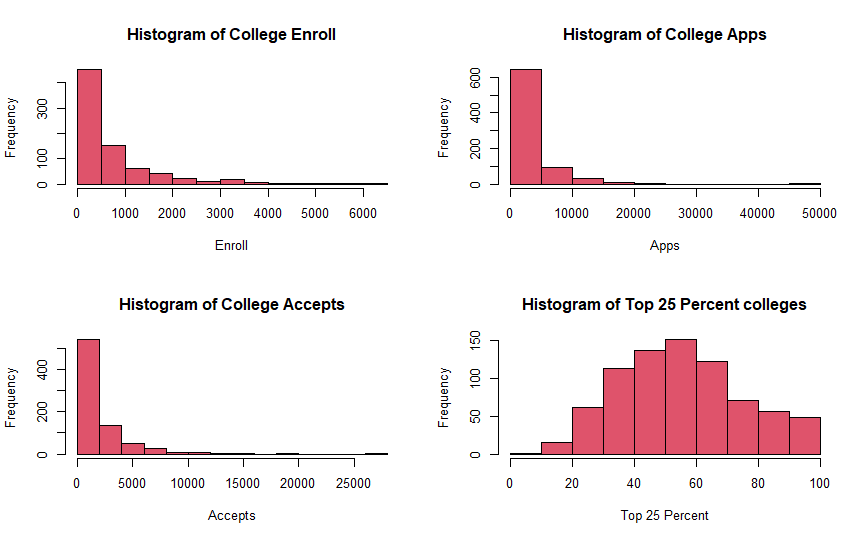 Histogram of College Enroll
Frequency
0 100 300
0 1000 2000 3000 4000 5000 6000
Enroll
Histogram of College Apps
Frequency
0 200 400 600
0 10000 20000 30000 40000 50000
Apps
Histogram of College Accepts
Frequency
0 200 400
0 5000 10000 15000 20000 25000
Accepts
Histogram of Top 25 Percent colleges
Frequency
0 50 100 150
0 20 40 60 80 100
Top 25 Percent